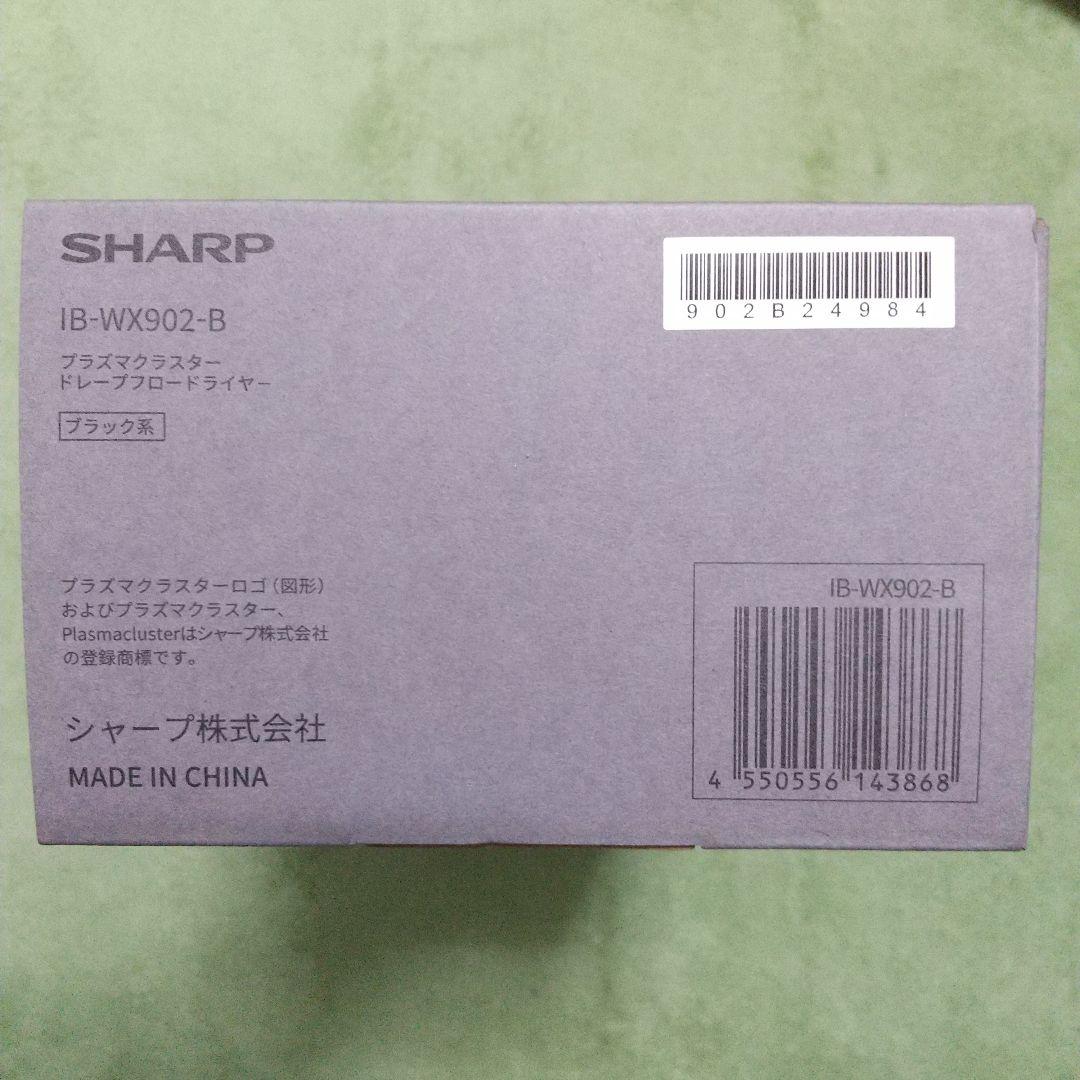 SHARP
IB-WX902-B
プラズマクラスター
ドレープフロードライヤー
ブラック系
902B24984
プラズマクラスターロゴ（図形）
およびプラズマクラスター、
Plasmaclusterはシャープ株式会社
の登録商標です。
シャープ株式会社
MADE IN CHINA
IB-WX902-B
4 550556 143868